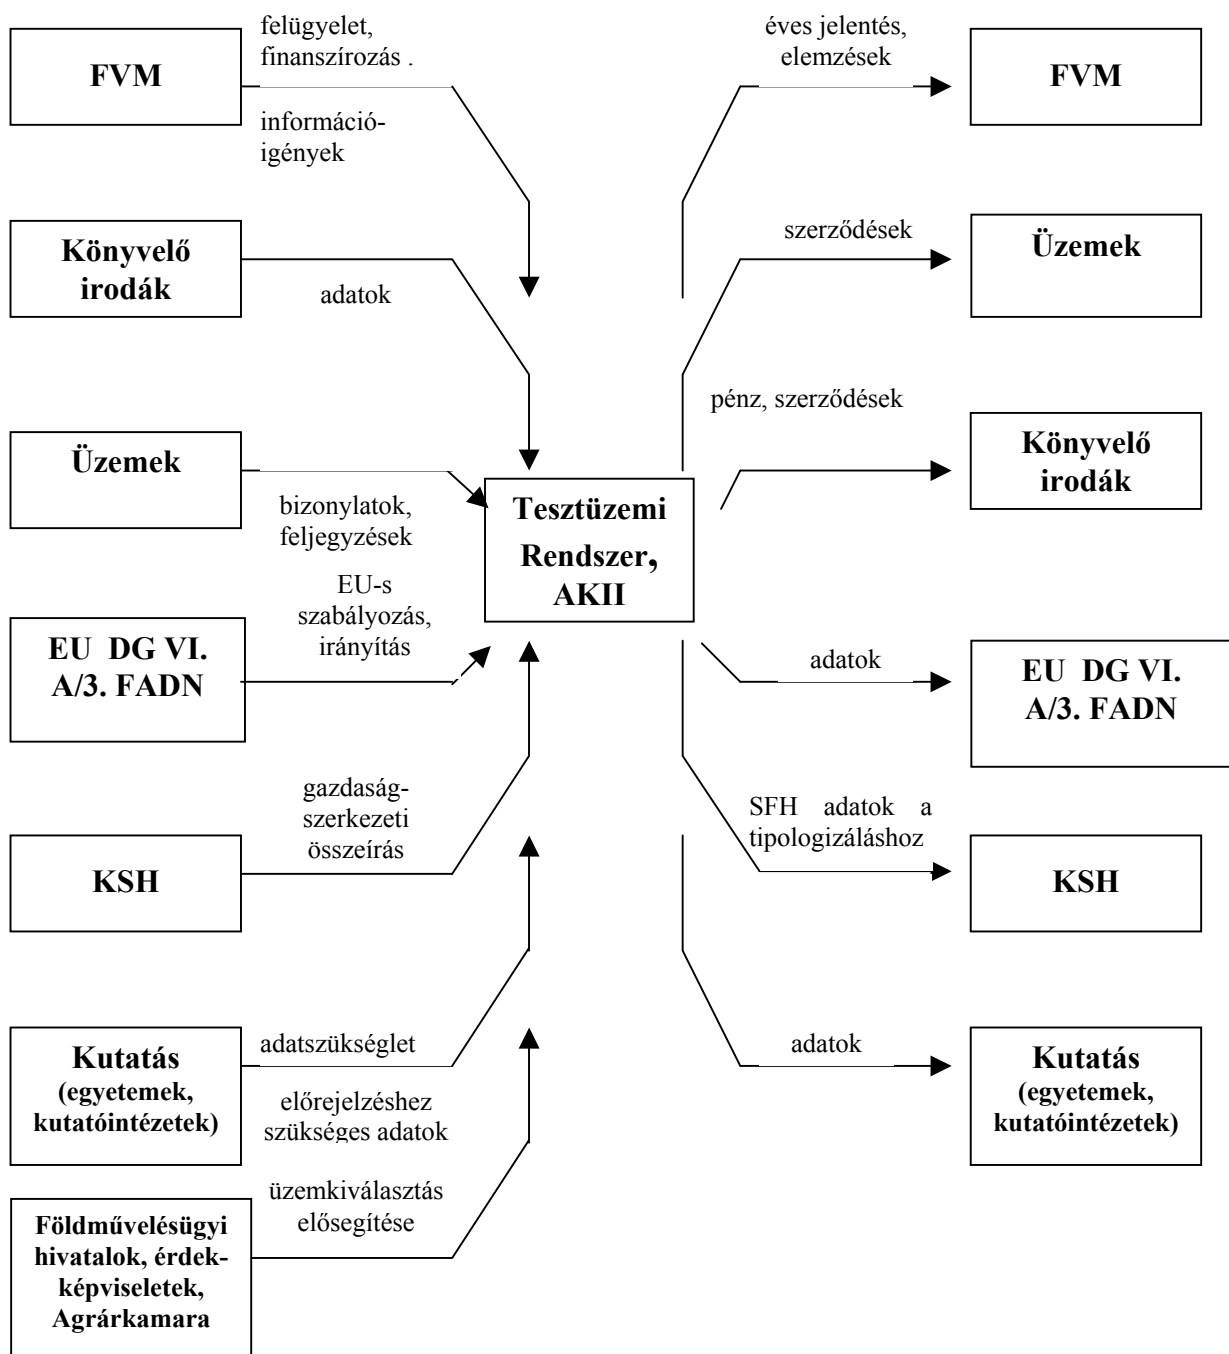 felügyelet,
finanszírozás .
éves jelentés,
elemzések
FVM
FVM
információ-
igények
Könyvelő
irodák
adatok
szerződések
Üzemek
pénz, szerződések
Könyvelő
irodák
Üzemek
bizonylatok,
feljegyzések
Tesztüzemi
Rendszer,
AKII
EU-s
szabályozás,
irányítás
EU DG VI.
A/3. FADN
adatok
EU DG VI.
A/3. FADN
gazdaság-
szerkezeti
összeírás
SFH adatok a
tipologizáláshoz
KSH
KSH
Kutatás
(egyetemek,
kutatóintézetek)
adatszükséglet
előrejelzéshez
szükséges adatok
adatok
Kutatás
(egyetemek,
kutatóintézetek)
üzemkiválasztás
elősegítése
Földművelésügyi
hivatalok, érdek-
képviseletek,
Agrárkamara